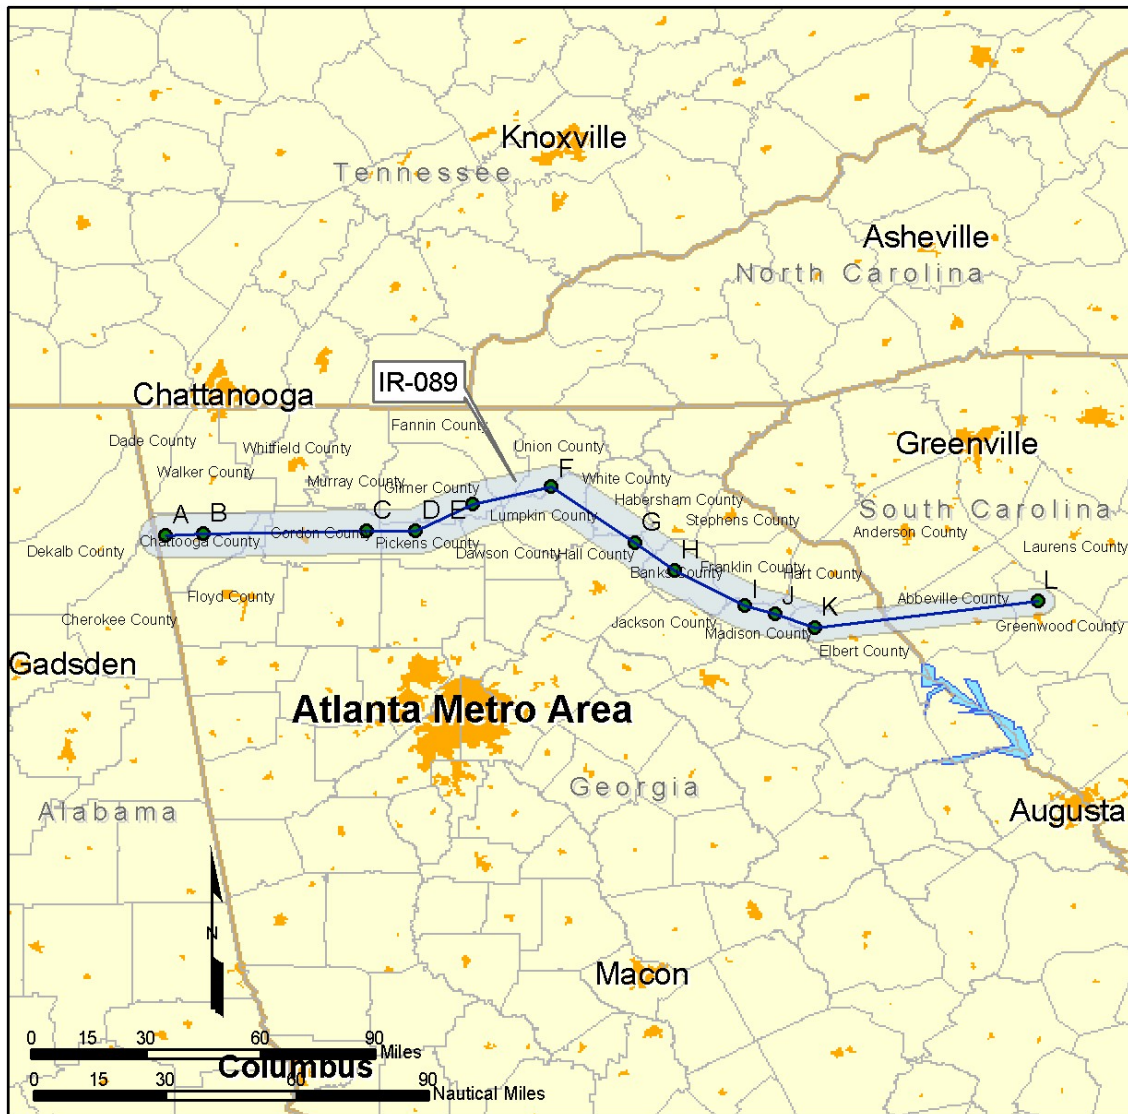 Knoxville
Tennessee
Asheville
North Carolina
IR-089
Chattanooga
Fannin County
Dade County
Whitfield County
Union County
Greenville
Walker County
Murray County
Gilmer County
F
White County
Habersham County
South Carolina
A
B
C
D
E
Lumpkin County
Stephens County
Anderson County
Dekalb County
Chattooga County
Gordon County
Pickens County
G
Laurens County
Dawson County
Hall County
H
Banks County
Franklin County
Hart County
Floyd County
L
Cherokee County
I
J
K
Abbeville County
Jackson County
Madison County
Greenwood County
Elbert County
Gadsden
Atlanta Metro Area
Georgia
Alabama
Augusta
N
Macon
0 15 30 60 90
Miles
Columbus
0 15 30 60 90
Nautical Miles